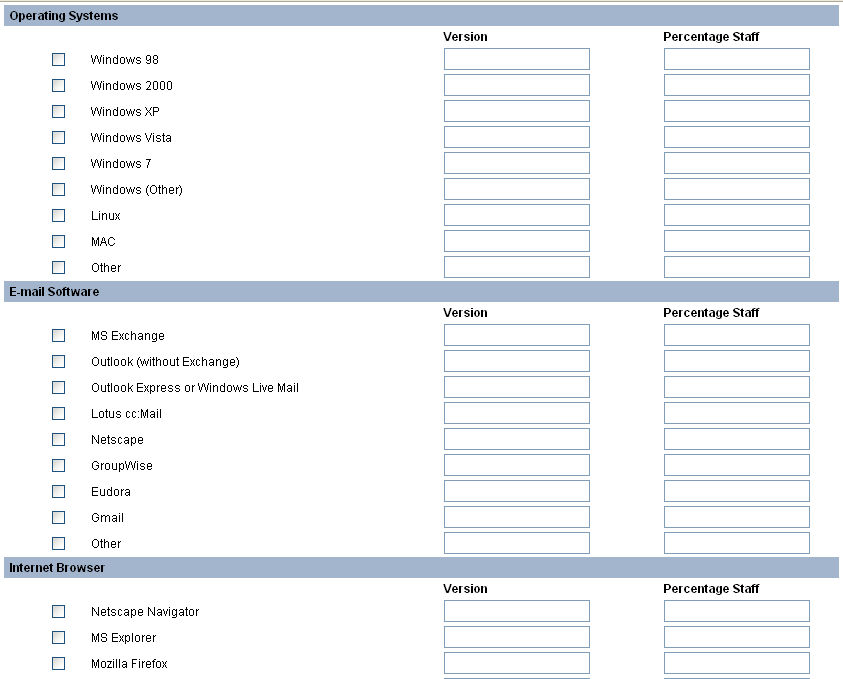 Operating Systems
Version Percentage Staff
Windows 98
Windows 2000
Windows XP
Windows Vista
Windows 7
Windows (Other)
Linux
MAC
Other
E-mail Software
Version Percentage Staff
MS Exchange
Outlook (without Exchange)
Outlook Express or Windows Live Mail
Lotus cc:Mail
Netscape
GroupWise
Eudora
Gmail
Other
Internet Browser
Version Percentage Staff
Netscape Navigator
MS Explorer
Mozilla Firefox